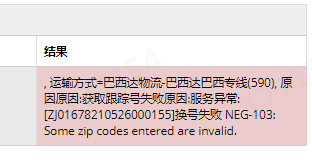 结果
, 运输方式=巴西达物流-巴西达巴西专线(590), 原
因原因:获取跟踪号失败原因:服务异常:
[ZJ01678210526000155]换号失败 NEG-103:
Some zip codes entered are invalid.